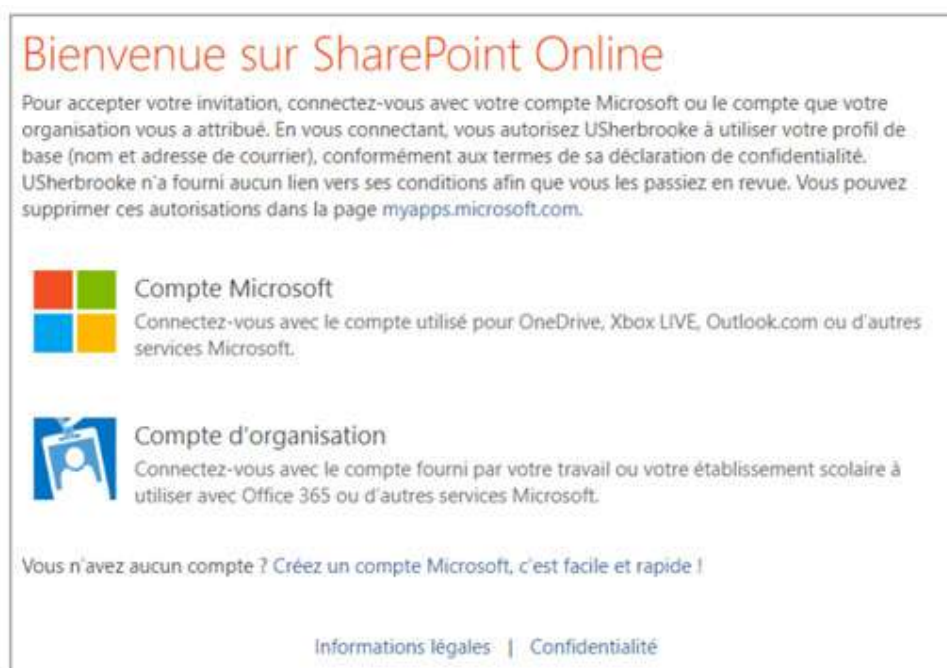 Bienvenue sur SharePoint Online
Pour accepter votre invitation, connectez-vous avec votre compte Microsoft ou le compte que votre
organisation vous a attribué. En vous connectant, vous autorisez USherbrooke à utiliser votre profil de
base (nom et adresse de courrier), conformément aux termes de sa déclaration de confidentialité.
USherbrooke n'a fourni aucun lien vers ses conditions afin que vous les passiez en revue. Vous pouvez
supprimer ces autorisations dans la page myapps.microsoft.com.
Compte Microsoft
Connectez-vous avec le compte utilisé pour OneDrive, Xbox LIVE, Outlook.com ou d'autres
services Microsoft.
Compte d'organisation
Connectez-vous avec le compte fourni par votre travail ou votre établissement scolaire à
utiliser avec Office 365 ou d'autres services Microsoft.
Vous n'avez aucun compte ? Créez un compte Microsoft, c'est facile et rapide !
Informations légales | Confidentialité